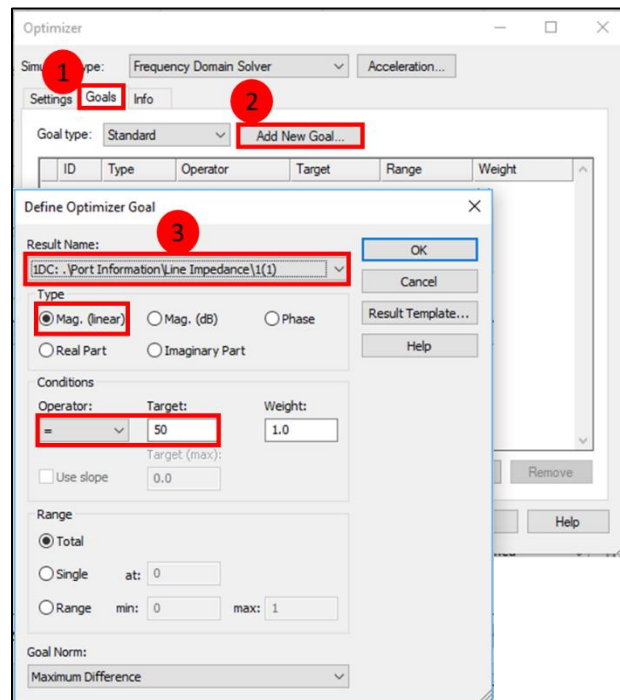 Optimizer
Simu pe: Frequency Domain Solver Acceleration...
1
Settings Goals Info
2
Goal type: Standard Add New Goal...
ID Type Operator Target Range Weight
Define Optimizer Goal
3
Result Name:
1DC: .\Port Information\Line Impedance\1(1)
OK
Cancel
Type
Mag. (linear) Mag. (dB) Phase
Result Template...
Real Part Imaginary Part
Help
Conditions
Operator: Target: Weight:
= 50 1.0
Target (max):
Use slope 0.0
Remove
Range
Total
Help
Single at: 0
Range min: 0 max: 1
Goal Norm:
Maximum Difference